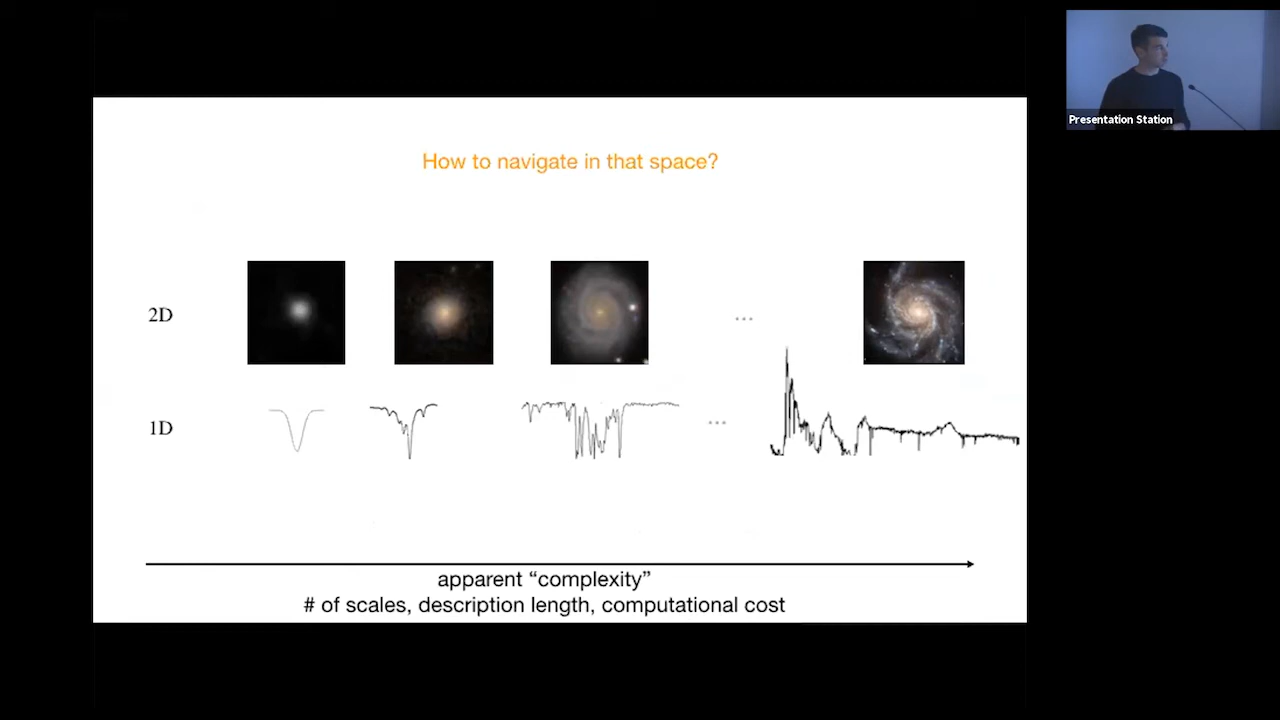 Presentation Station
How to navigate in that space?
2D
...
1D
...
apparent “complexity”
# of scales, description length, computational cost